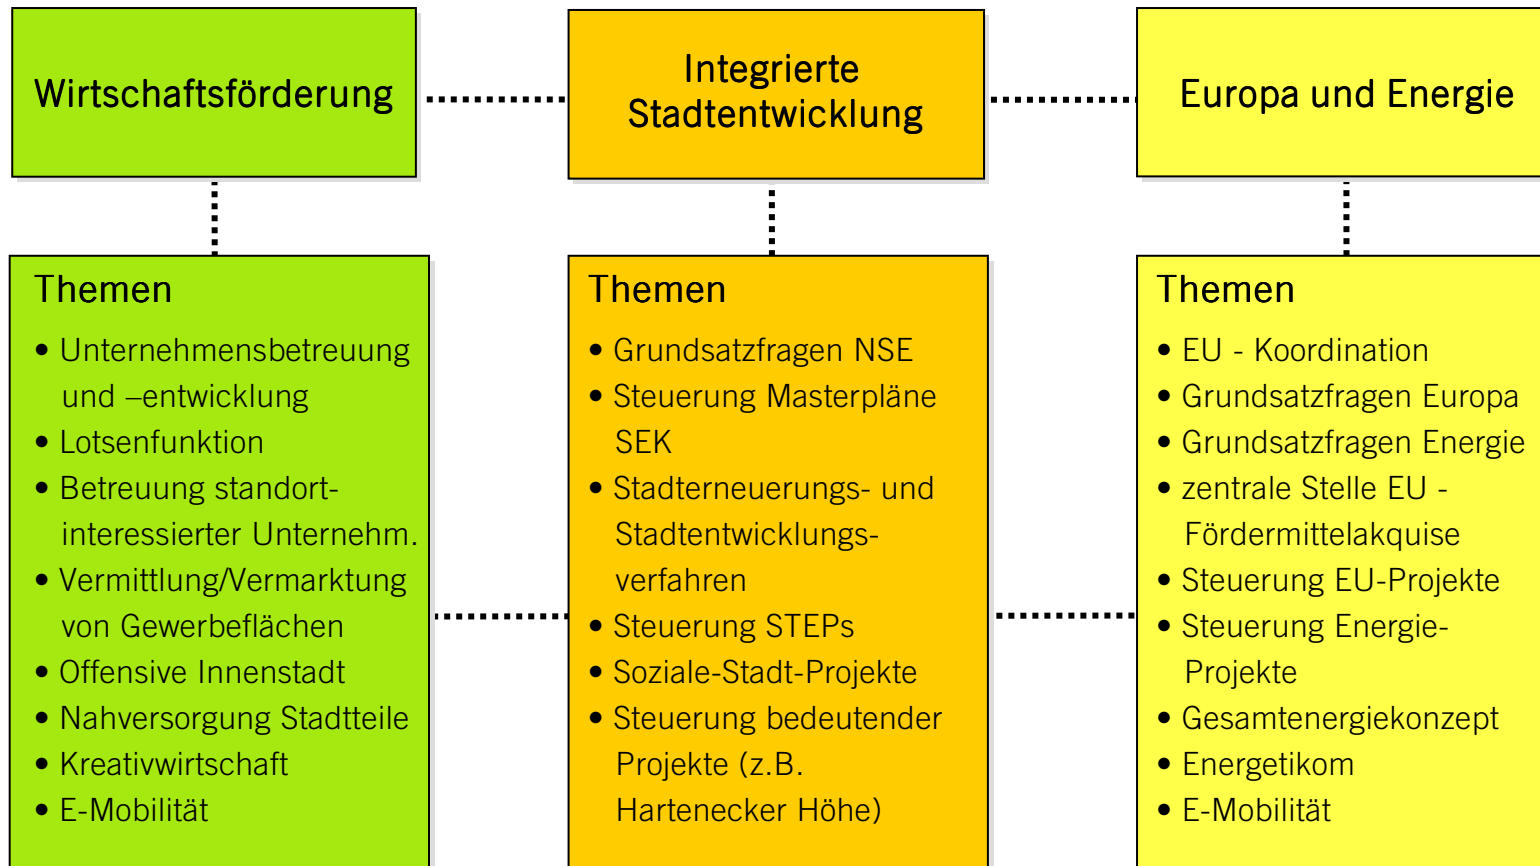 Wirtschaftsförderung
Integrierte
Stadtentwicklung
Europa und Energie
Themen
• Unternehmensbetreuung
und –entwicklung
• Lotsenfunktion
• Betreuung standort-
interessierter Unternehm.
• Vermittlung/Vermarktung
von Gewerbeflächen
• Offensive Innenstadt
• Nahversorgung Stadtteile
• Kreativwirtschaft
• E-Mobilität
Themen
• Grundsatzfragen NSE
• Steuerung Masterpläne
SEK
• Stadterneuerungs- und
Stadtentwicklungs-
verfahren
• Steuerung STEPs
• Soziale-Stadt-Projekte
• Steuerung bedeutender
Projekte (z.B.
Hartenecker Höhe)
Themen
• EU - Koordination
• Grundsatzfragen Europa
• Grundsatzfragen Energie
• zentrale Stelle EU -
Fördermittelakquise
• Steuerung EU-Projekte
• Steuerung Energie-
Projekte
• Gesamtenergiekonzept
• Energetikom
• E-Mobilität